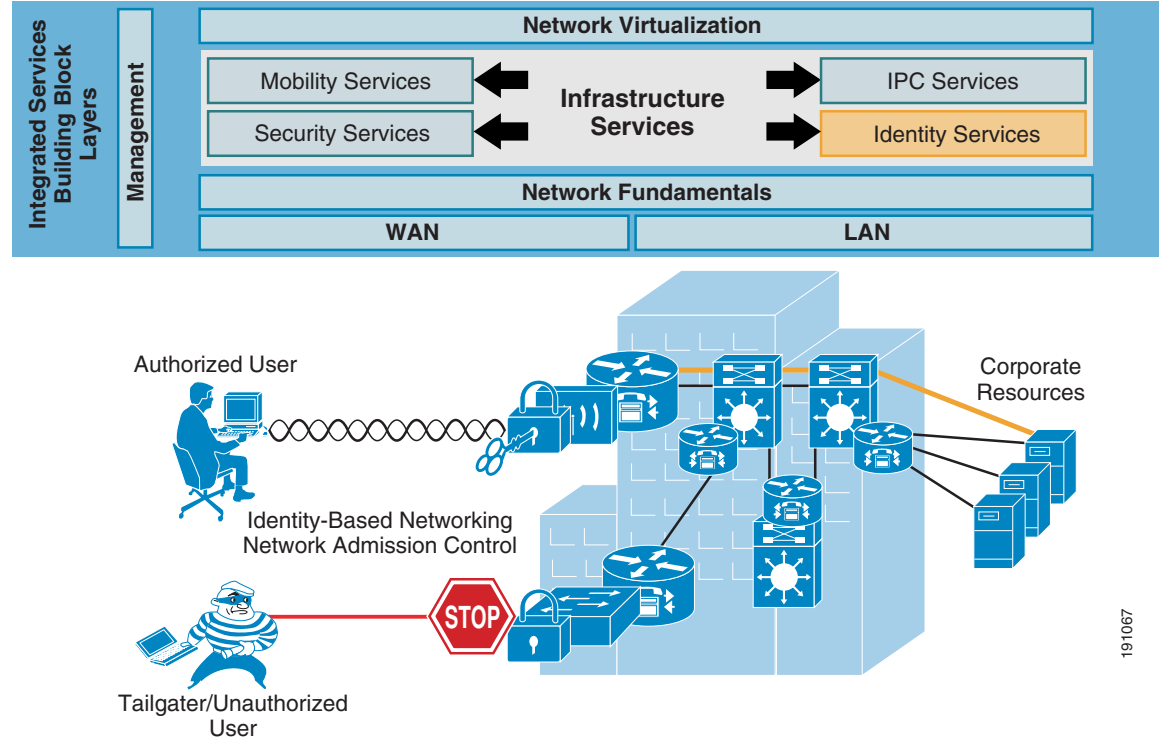 Integrated Services
Building Block
Layers
Management
Network Virtualization
Mobility Services
Security Services
Infrastructure
Services
IPC Services
Identity Services
Network Fundamentals
WAN
LAN
Authorized User
Corporate
Resources
Identity-Based Networking
Network Admission Control
STOP
Tailgater/Unauthorized
User
191067